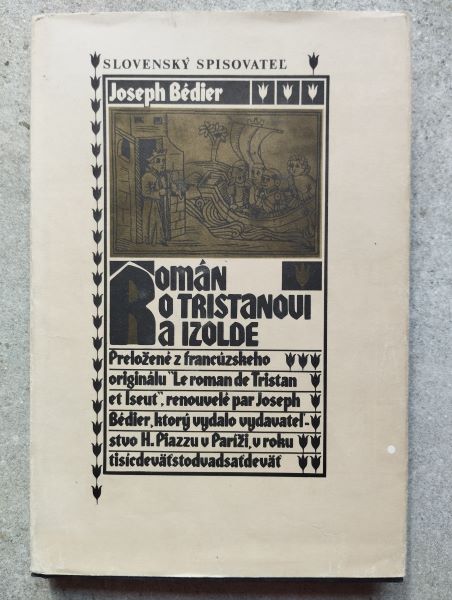 SLOVENSKÝ SPISOVATEĽ
Joseph Bédier
Román
o TRISTANOVI
a IZOLDE
Preložené z francúzskeho
originálu "Le roman de Tristan
et Iseut", renouvelé par Joseph
Bédier, ktorý vydalo vydavateľ-
stvo H. Piazzu v Paríži, v roku
tisícdeväťstodvadsaťdeväť